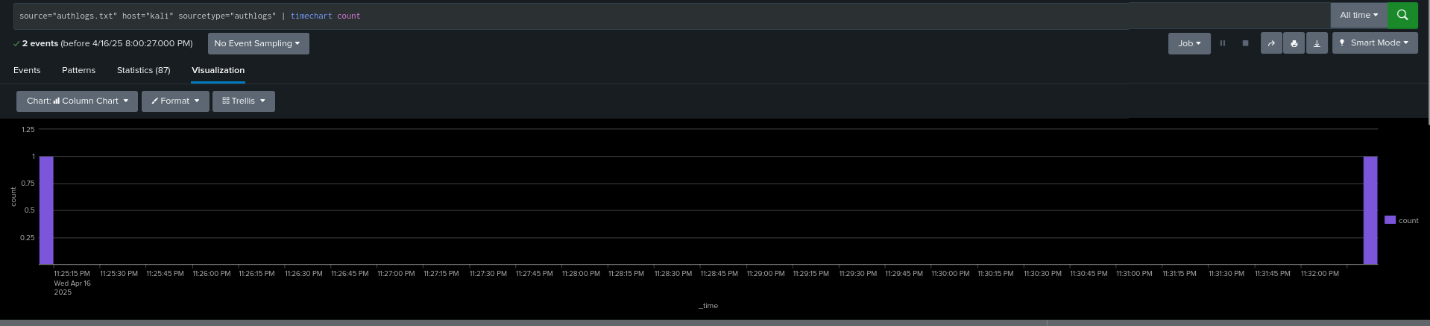 source="authlogs.txt" host="kali" sourcetype="authlogs" | timechart count
All time
2 events (before 4/16/25 8:00:27.000 PM)
No Event Sampling
Job
Smart Mode
Events
Patterns
Statistics (87)
Visualization
Chart: Column Chart
Format
Trellis
1.25
1
0.75
0.5
0.25
count
count
11:25:15 PM 11:25:30 PM 11:25:45 PM 11:26:00 PM 11:26:15 PM 11:26:30 PM 11:26:45 PM 11:27:00 PM 11:27:15 PM 11:27:30 PM 11:27:45 PM 11:28:00 PM 11:28:15 PM 11:28:30 PM 11:28:45 PM 11:29:00 PM 11:29:15 PM 11:29:30 PM 11:29:45 PM 11:30:00 PM 11:30:15 PM 11:30:30 PM 11:30:45 PM 11:31:00 PM 11:31:15 PM 11:31:30 PM 11:31:45 PM 11:32:00 PM
Wed Apr 16
2025
_time